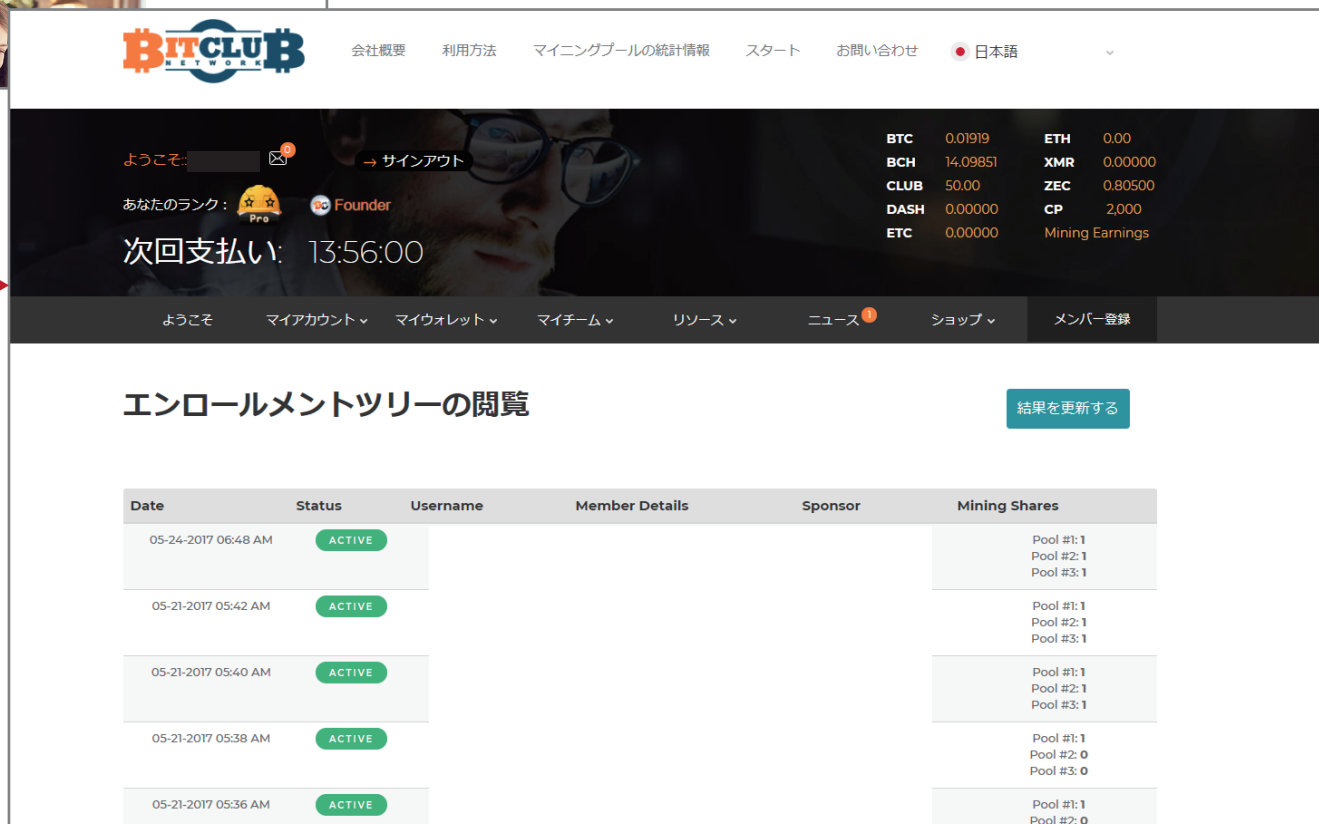 BITCLUB
NETWORK
会社概要 利用方法 マイニングプールの統計情報 スタート お問い合わせ 日本語
ようこそ:: 0 → サインアウト
あなたのランク : Pro Founder
次回支払い: 13:56:00
BTC 0.01919 ETH 0.00
BCH 14.09851 XMR 0.00000
CLUB 50.00 ZEC 0.80500
DASH 0.00000 CP 2,000
ETC 0.00000 Mining Earnings
ようこそ マイアカウント マイウォレット マイチーム リソース ニュース 1 ショップ メンバー登録
エンロールメントツリーの閲覧 結果を更新する
Date Status Username Member Details Sponsor Mining Shares
05-24-2017 06:48 AM ACTIVE Pool #1: 1
Pool #2: 1
Pool #3: 1
05-21-2017 05:42 AM ACTIVE Pool #1: 1
Pool #2: 1
Pool #3: 1
05-21-2017 05:40 AM ACTIVE Pool #1: 1
Pool #2: 1
Pool #3: 1
05-21-2017 05:38 AM ACTIVE Pool #1: 1
Pool #2: 0
Pool #3: 0
05-21-2017 05:36 AM ACTIVE Pool #1: 1
Pool #2: 0